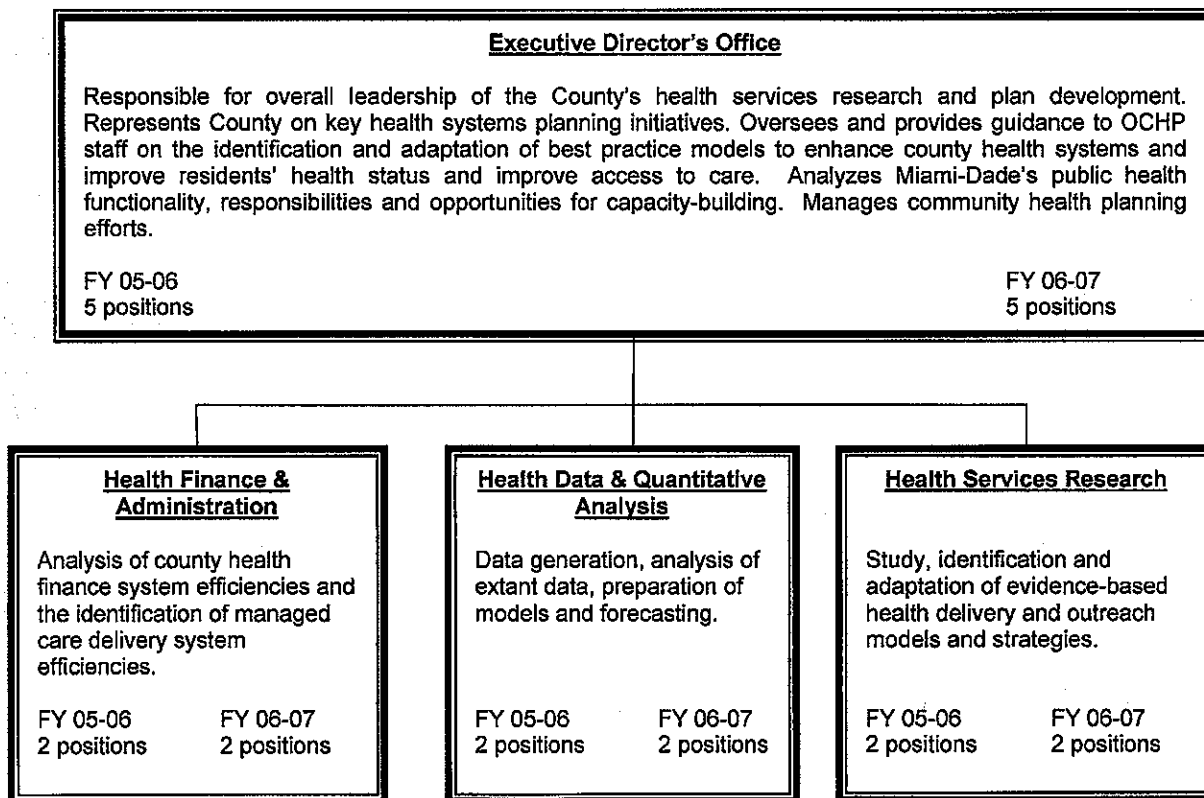 Executive Director's Office
Responsible for overall leadership of the County's health services research and plan development.
Represents County on key health systems planning initiatives. Oversees and provides guidance to OCHP
staff on the identification and adaptation of best practice models to enhance county health systems and
improve residents' health status and improve access to care. Analyzes Miami-Dade's public health
functionality, responsibilities and opportunities for capacity-building. Manages community health planning
efforts.
FY 05-06 FY 06-07
5 positions 5 positions
Health Finance &
Administration
Analysis of county health
finance system efficiencies and
the identification of managed
care delivery system
efficiencies.
FY 05-06 FY 06-07
2 positions 2 positions
Health Data & Quantitative
Analysis
Data generation, analysis of
extant data, preparation of
models and forecasting.
FY 05-06 FY 06-07
2 positions 2 positions
Health Services Research
Study, identification and
adaptation of evidence-based
health delivery and outreach
models and strategies.
FY 05-06 FY 06-07
2 positions 2 positions